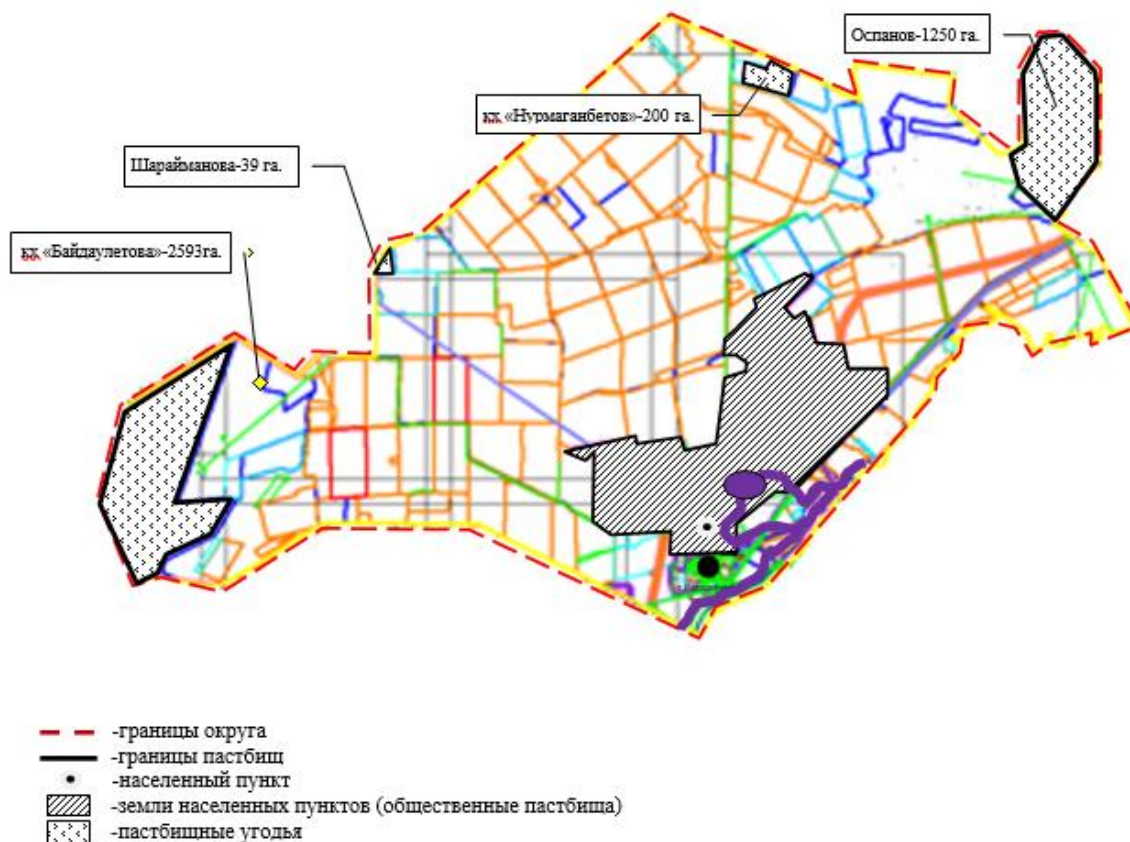 Оспанов-1250 га.
кх «Нурмаганбетов»-200 га.
Шарайманова-39 га.
кх «Байдаулетова»-2593га.
-границы округа
-границы пастбищ
-населенный пункт
-земли населенных пунктов (общественные пастбища)
-пастбищные угодья